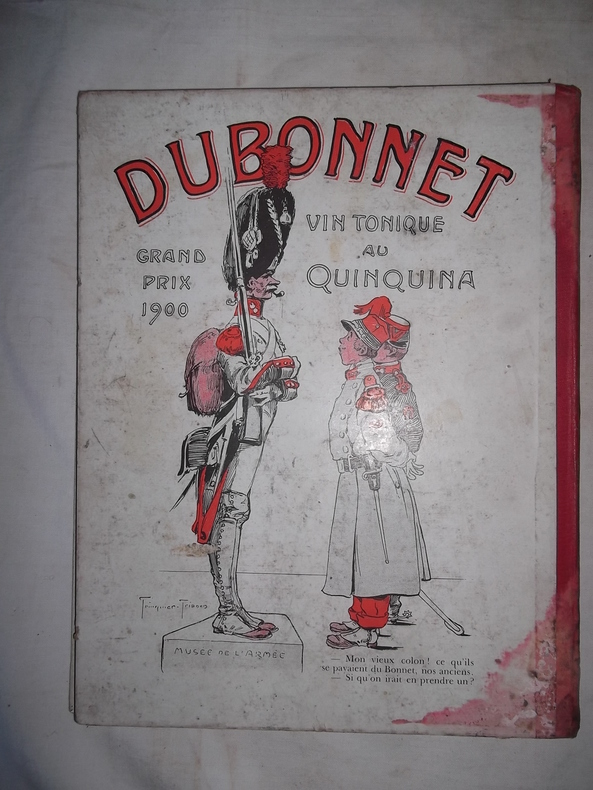 DUBONNET
VIN TONIQUE
AU
QUINQUINA
GRAND
PRIX
1900
MUSÉE DE L'ARMÉE
— Mon vieux colon! ce qu'ils
se payaient du Bonnet, nos anciens.
— Si qu'on irait en prendre un?